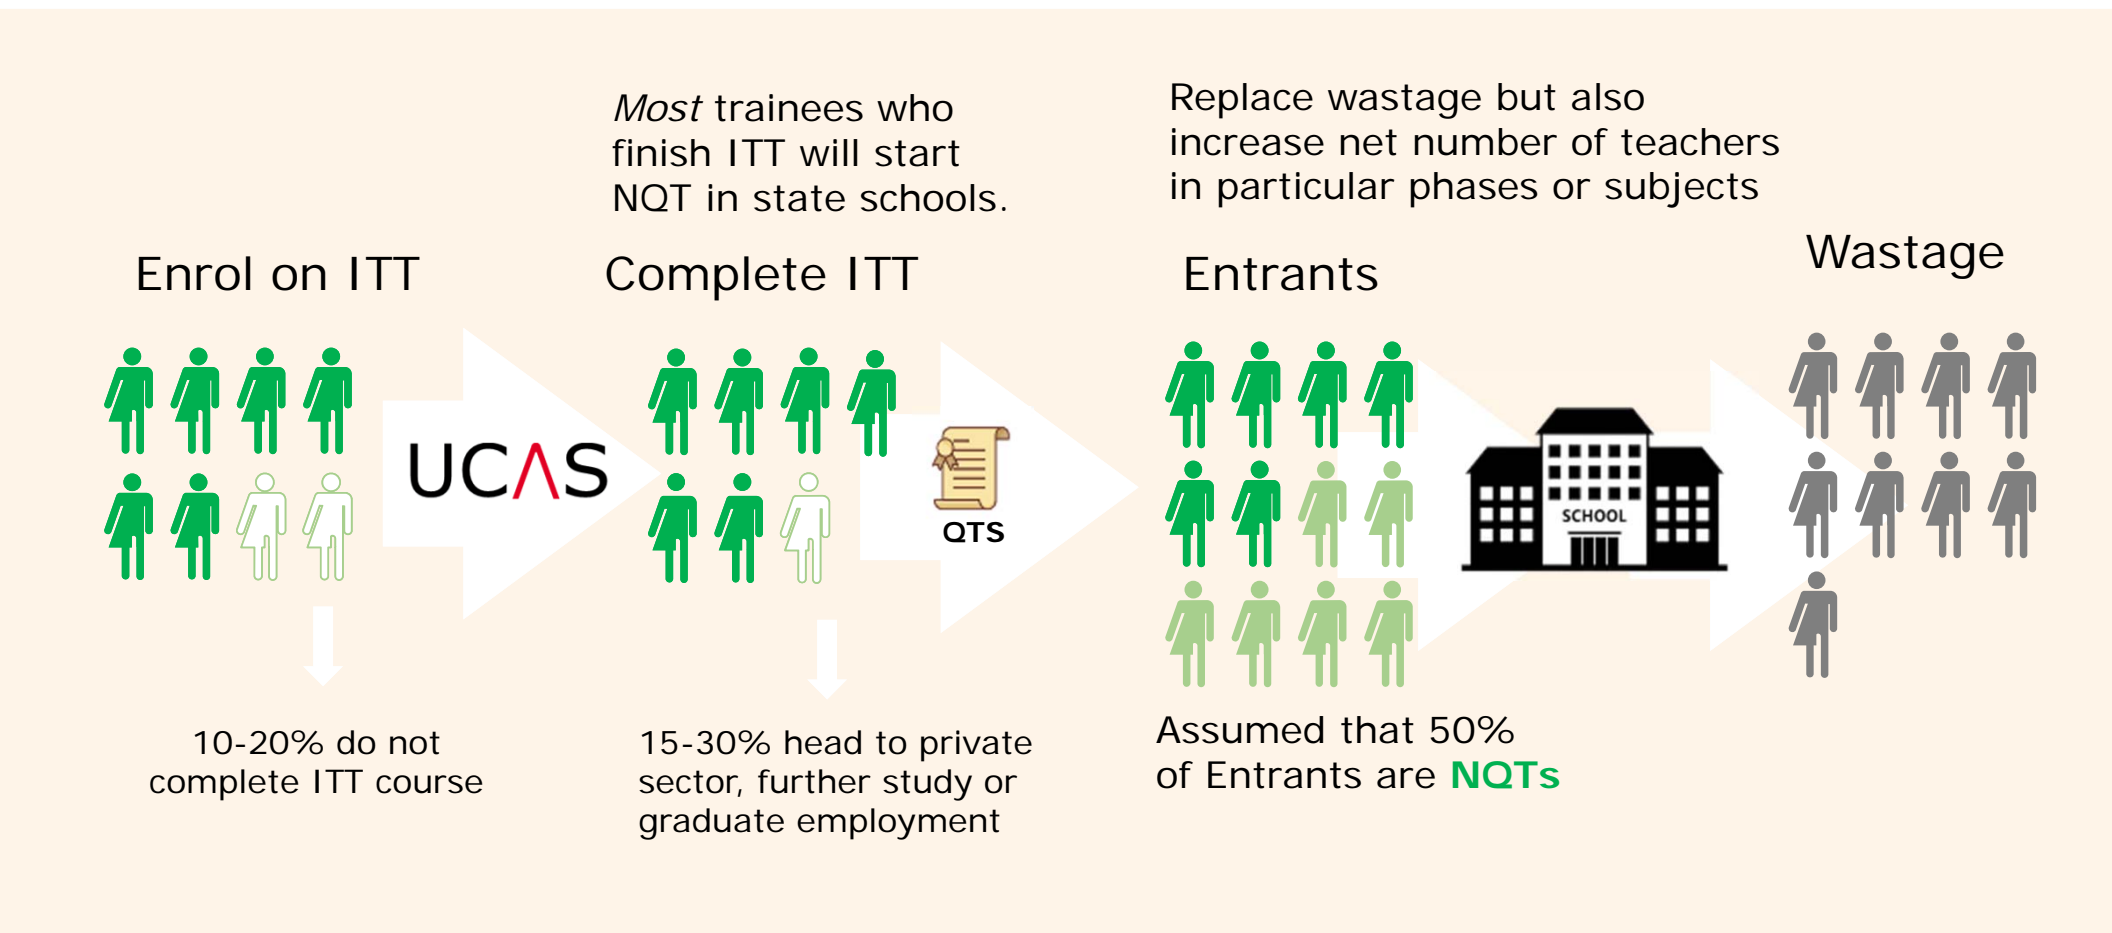 Most trainees who
finish ITT will start
NQT in state schools.
Replace wastage but also
increase net number of teachers
in particular phases or subjects
Enrol on ITT
Complete ITT
Entrants
Wastage
UCAS
QTS
SCHOOL
10-20% do not
complete ITT course
15-30% head to private
sector, further study or
graduate employment
Assumed that 50%
of Entrants are NQTs